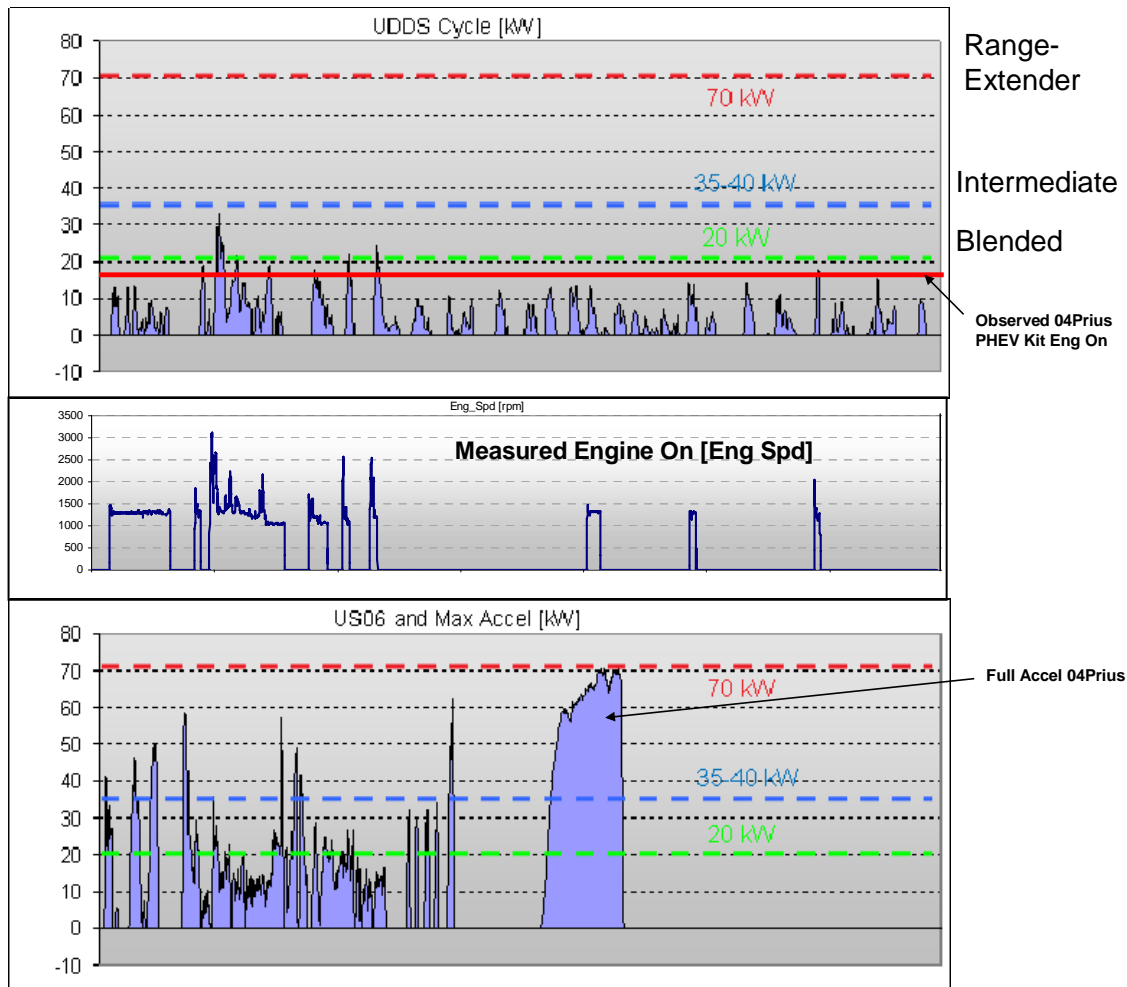 UDDS Cycle [kW]
80
70
60
50
40
30
20
10
0
-10
70 kW
35-40 kW
20 kW
Range-
Extender
Intermediate
Blended
Observed 04Prius
PHEV Kit Eng On
Eng_Spd [rpm]
Measured Engine On [Eng Spd]
3500
3000
2500
2000
1500
1000
500
0
US06 and Max Accel [kW]
80
70
60
50
40
30
20
10
0
-10
70 kW
35-40 kW
20 kW
Full Accel 04Prius